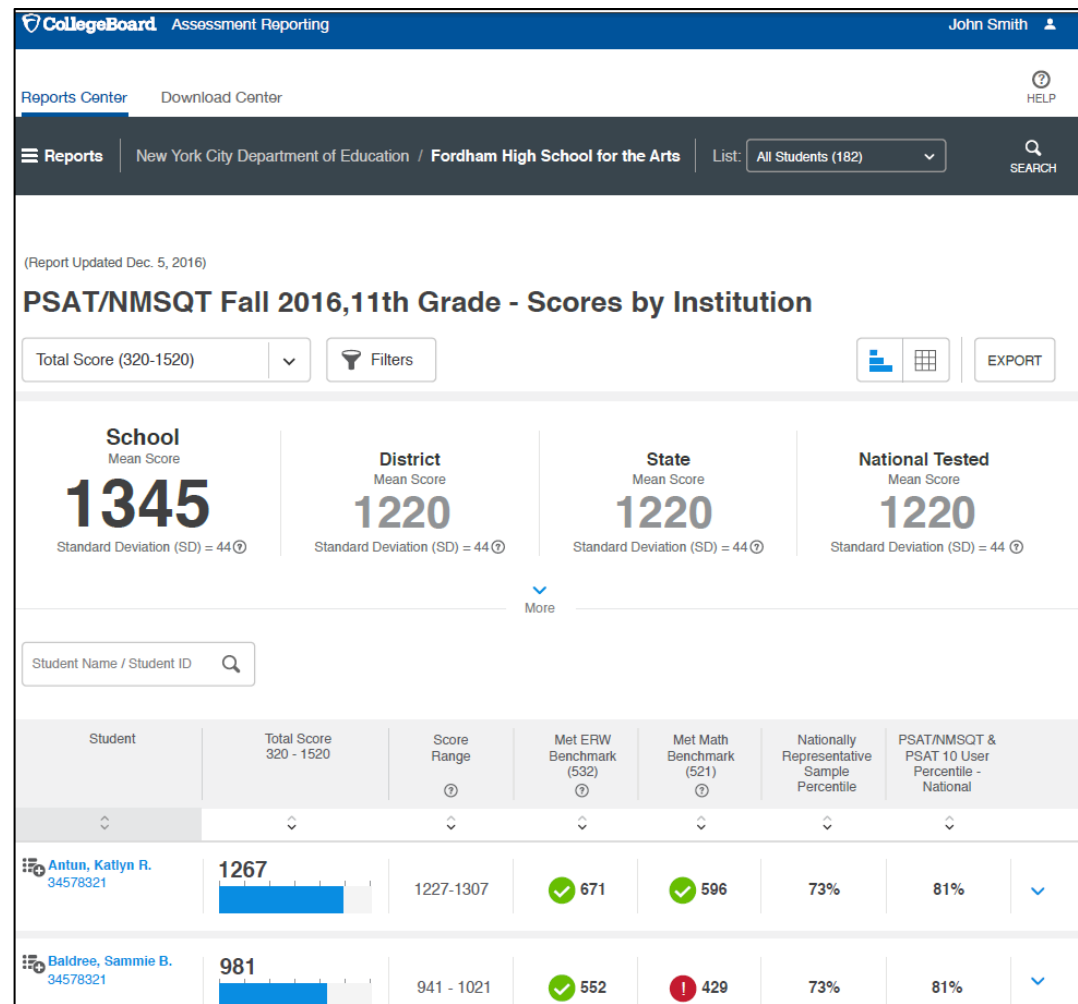 CollegeBoard Assessment Reporting John Smith
Reports Center Download Center HELP
Reports New York City Department of Education / Fordham High School for the Arts List: All Students (182) SEARCH
(Report Updated Dec. 5, 2016)
PSAT/NMSQT Fall 2016,11th Grade - Scores by Institution
Total Score (320-1520) Filters EXPORT
School
Mean Score
1345
Standard Deviation (SD) = 44
District
Mean Score
1220
Standard Deviation (SD) = 44
State
Mean Score
1220
Standard Deviation (SD) = 44
National Tested
Mean Score
1220
Standard Deviation (SD) = 44
More
Student Name / Student ID
Student
Total Score
320 - 1520
Score
Range
Met ERW
Benchmark
(532)
Met Math
Benchmark
(521)
Nationally
Representative
Sample
Percentile
PSAT/NMSQT &
PSAT 10 User
Percentile -
National
Antun, Katlyn R.
34578321
1267
1227-1307
671
596
73%
81%
Baldree, Sammie B.
34578321
981
941 - 1021
552
429
73%
81%